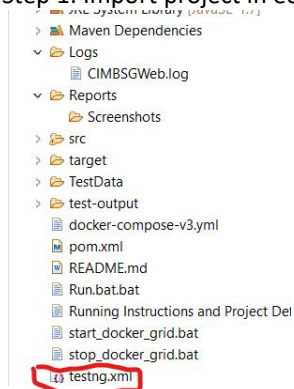 Step 1: Import project in
JRE System Library [JavaSE-1.7]
Maven Dependencies
Logs
CIMBSGWeb.log
Reports
Screenshots
src
target
TestData
test-output
docker-compose-v3.yml
pom.xml
README.md
Run.bat.bat
Running Instructions and Project Det
start_docker_grid.bat
stop_docker_grid.bat
testng.xml